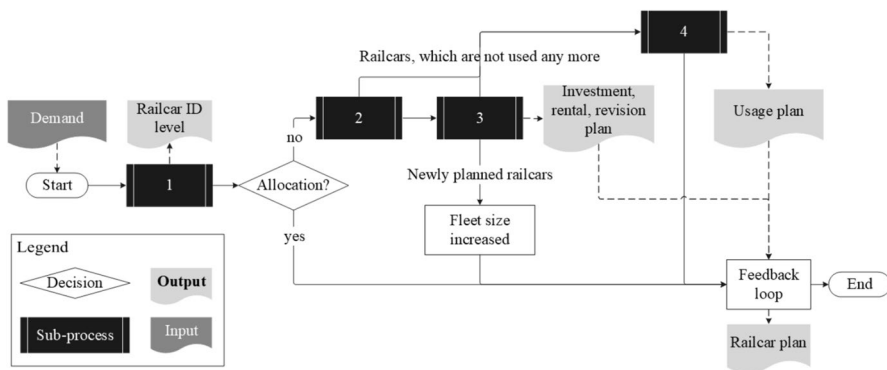 4
Railcars, which are not used any more
Demand
Railcar ID
level
no
2
3
Investment,
rental, revision
plan
Usage plan
Start
1
Allocation?
Newly planned railcars
yes
Fleet size
increased
Legend
Decision
Output
Sub-process
Input
Feedback
loop
End
Railcar plan